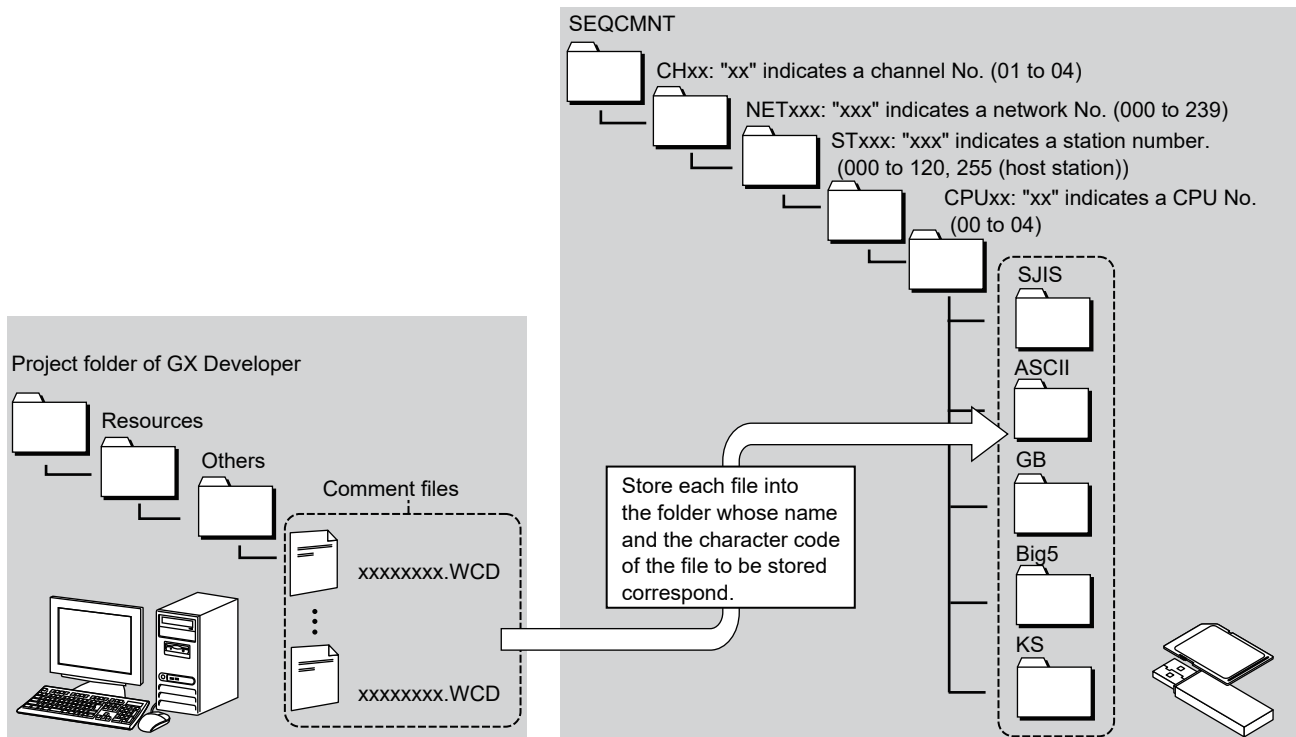 SEQCMNT
CHxx: "xx" indicates a channel No. (01 to 04)
NETxxx: "xxx" indicates a network No. (000 to 239)
STxxx: "xxx" indicates a station number.
(000 to 120, 255 (host station))
CPUxx: "xx" indicates a CPU No.
(00 to 04)
SJIS
ASCII
GB
Big5
KS
Project folder of GX Developer
Resources
Others
Comment files
xxxxxxxx.WCD
xxxxxxxx.WCD
Store each file into
the folder whose name
and the character code
of the file to be stored
correspond.